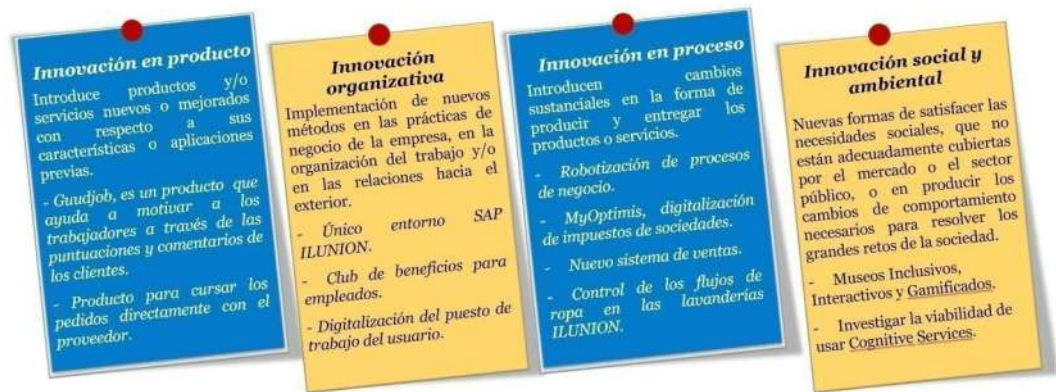 Innovación en producto
Introduce productos y/o
servicios nuevos o mejorados
con respecto a sus
características o aplicaciones
previas.
- Guudjob, es un producto que
ayuda a motivar a los
trabajadores a través de las
puntuaciones y comentarios de
los clientes.
- Producto para cursar los
pedidos directamente con el
proveedor.
Innovación
organizativa
Implementación de nuevos
métodos en las prácticas de
negocio de la empresa, en la
organización del trabajo y/o
en las relaciones hacia el
exterior.
- Único entorno SAP
ILUNION.
- Club de beneficios para
empleados.
- Digitalización del puesto de
trabajo del usuario.
Innovación en proceso
Introducen cambios
sustanciales en la forma de
producir y entregar los
productos o servicios.
- Robotización de procesos
de negocio.
- MyOptimis, digitalización
de impuestos de sociedades.
- Nuevo sistema de ventas.
- Control de los flujos de
ropa en las lavanderías
ILUNION.
Innovación social y
ambiental
Nuevas formas de satisfacer las
necesidades sociales, que no
están adecuadamente cubiertas
por el mercado o el sector
público, o en producir los
cambios de comportamiento
necesarios para resolver los
grandes retos de la sociedad.
- Museos Inclusivos,
Interactivos y Gamificados.
- Investigar la viabilidad de
usar Cognitive Services.